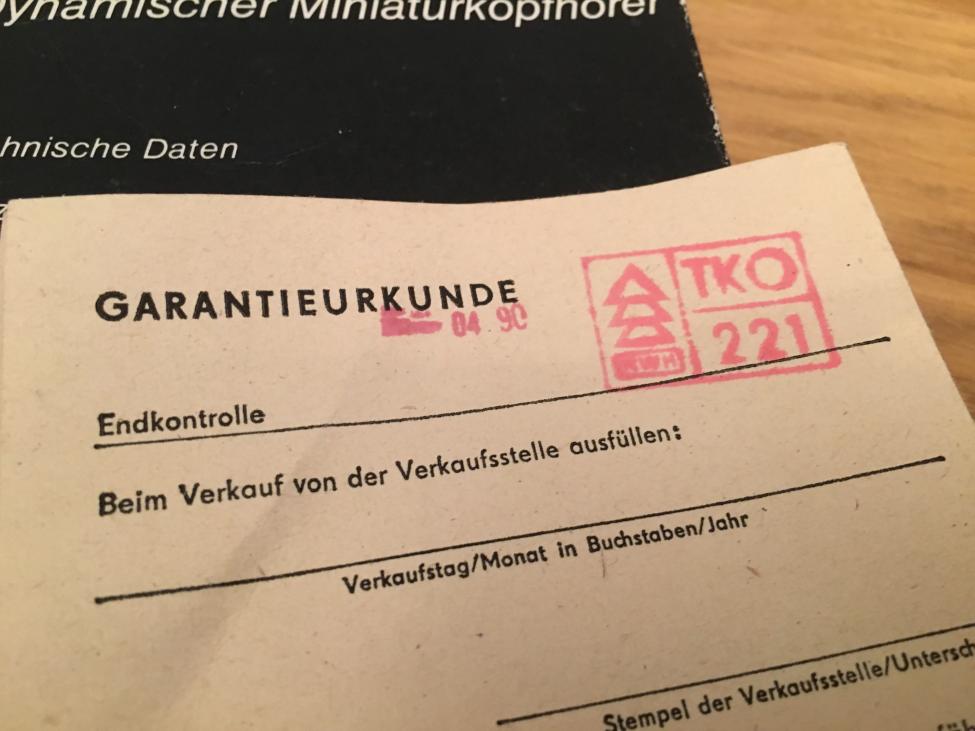 Dynamischer Miniaturkopfhörer
hnische Daten
GARANTIEURKUNDE
04 90
TKO
221
Endkontrolle
Beim Verkauf von der Verkaufsstelle ausfüllen:
Verkaufstag/Monat in Buchstaben/Jahr
Stempel der Verkaufsstelle/Untersch